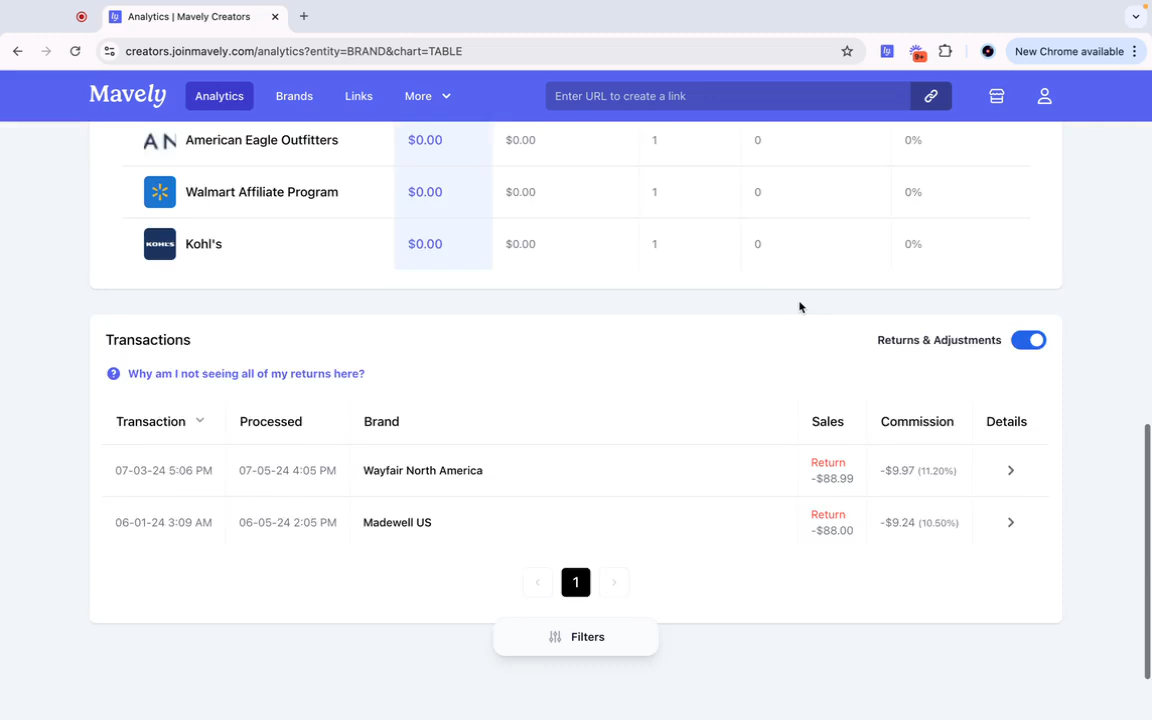 Analytics | Mavely Creators
creators.joinmavely.com/analytics?entity=BRAND&chart=TABLE
9+
New Chrome available
Mavely
Analytics
Brands
Links
More
Enter URL to create a link
American Eagle Outfitters $0.00 $0.00 1 0 0%
Walmart Affiliate Program $0.00 $0.00 1 0 0%
KOHL'S Kohl's $0.00 $0.00 1 0 0%
Transactions
Returns & Adjustments
? Why am I not seeing all of my returns here?
Transaction Processed Brand Sales Commission Details
07-03-24 5:06 PM 07-05-24 4:05 PM Wayfair North America Return -$88.99 -$9.97 (11.20%)
06-01-24 3:09 AM 06-05-24 2:05 PM Madewell US Return -$88.00 -$9.24 (10.50%)
1
Filters